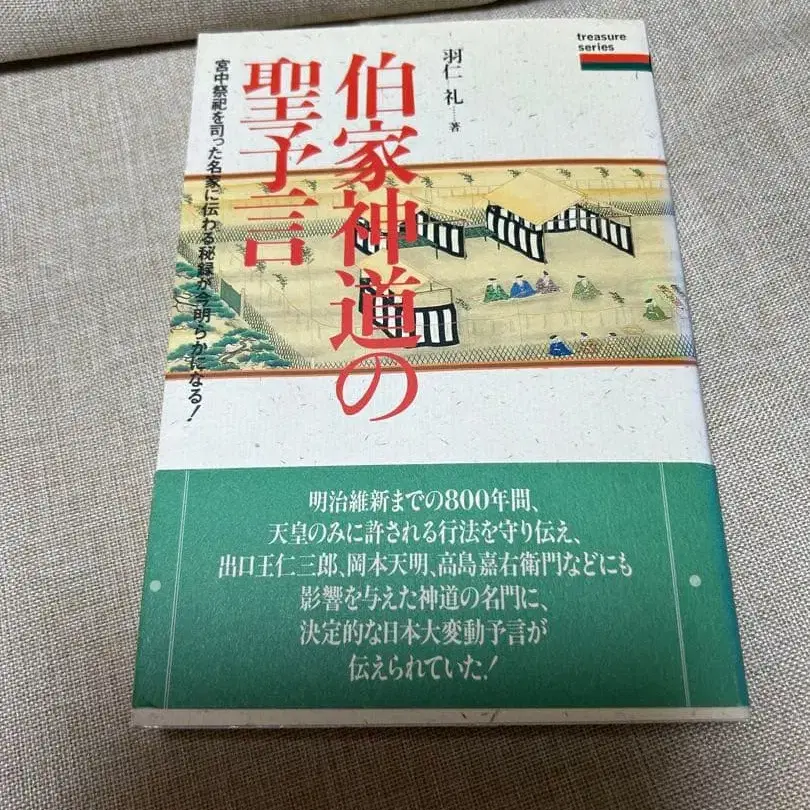 treasure
series
羽仁 礼……著
伯家神道の
聖予言
宮中祭祀を司った名家に伝わる秘録が今明らかになる!
明治維新までの800年間、
天皇のみに許される行法を守り伝え、
出口王仁三郎、岡本天明、高島嘉右衛門などにも
影響を与えた神道の名門に、
決定的な日本大変動予言が
伝えられていた!